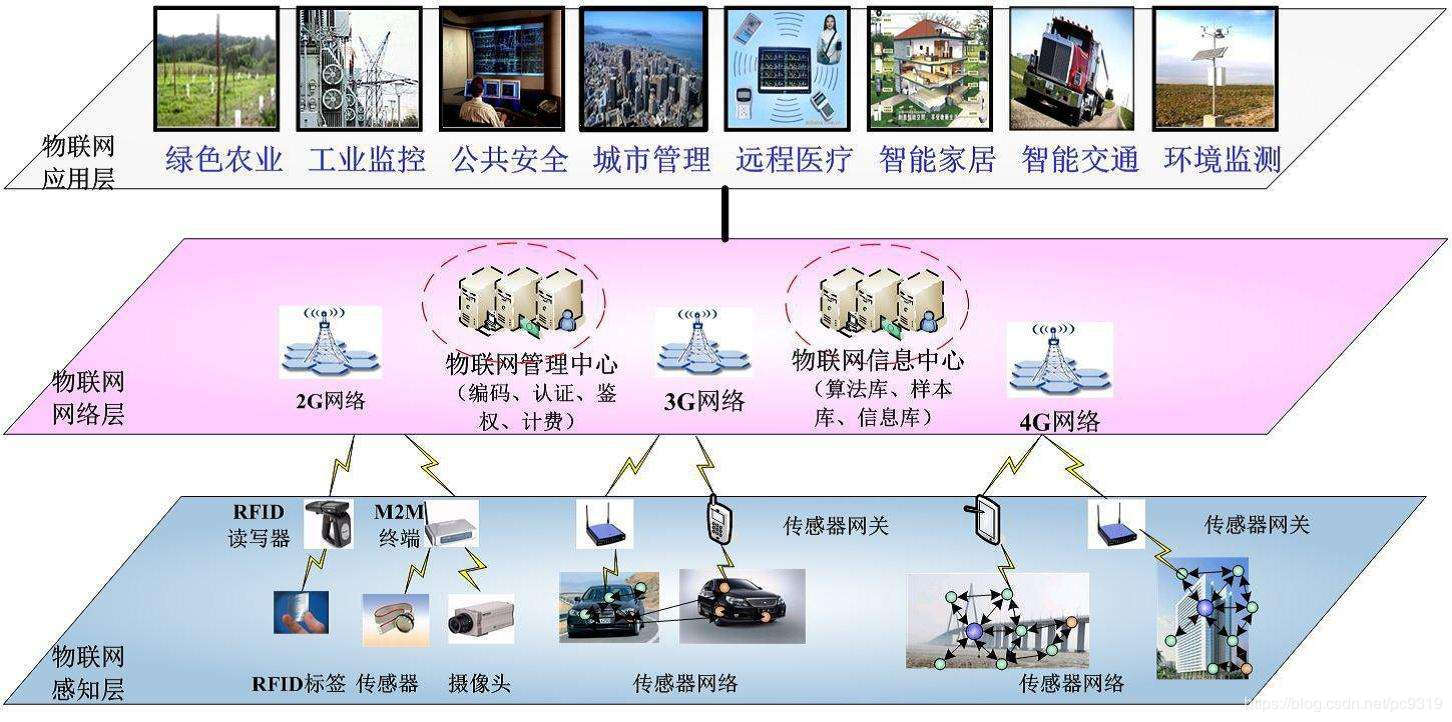 物联网
应用层
绿色农业 工业监控 公共安全 城市管理 远程医疗 智能家居 智能交通 环境监测
物联网
网络层
2G网络
物联网管理中心
（编码、认证、鉴
权、计费）
3G网络
物联网信息中心
（算法库、样本
库、信息库）
4G网络
RFID
读写器
M2M
终端
传感器网关
传感器网关
物联网
感知层
RFID标签 传感器 摄像头 传感器网络 传感器网络
https://blog.csdn.net/pc9319